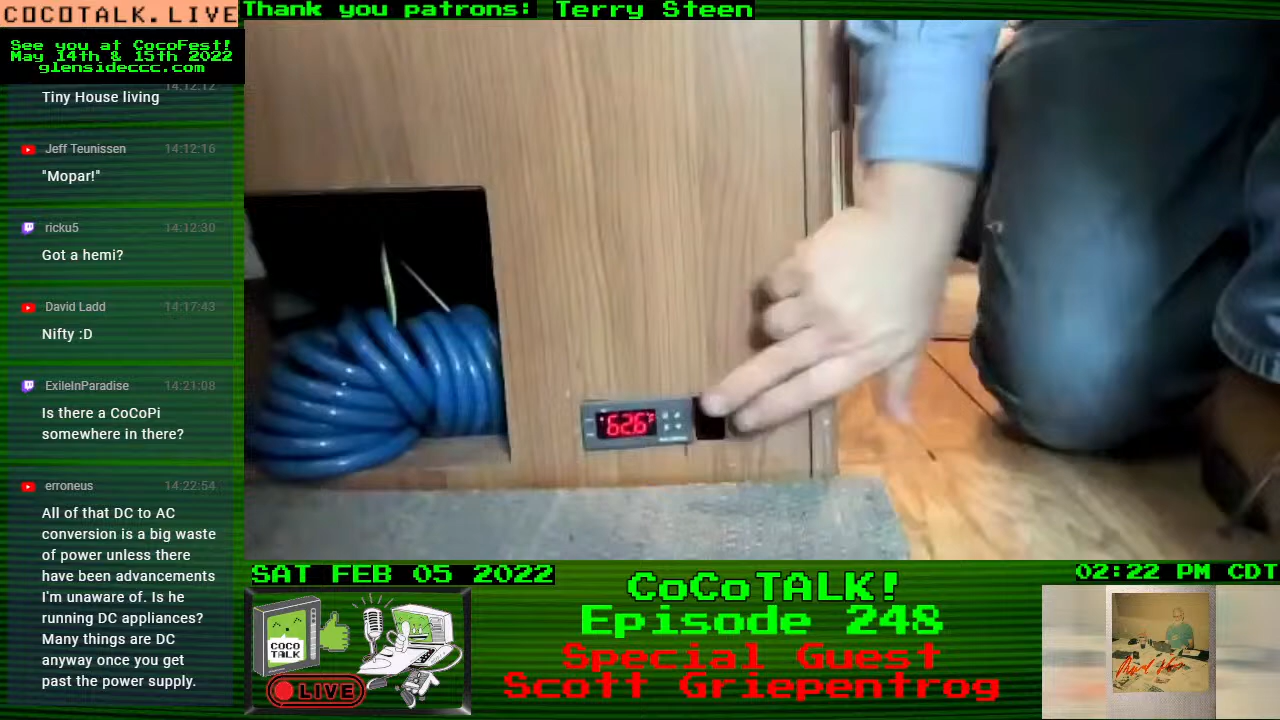 COCOTALK.LIVE
Thank you patrons: Terry Steen
See you at CocoFest!
May 14th & 15th 2022
glensideccc.com
14:12:12
Tiny House living
Jeff Teunissen 14:12:16
"Mopar!"
ricku5 14:12:30
Got a hemi?
David Ladd 14:17:43
Nifty :D
ExileInParadise 14:21:08
Is there a CoCoPi
somewhere in there?
erroneus 14:22:54
All of that DC to AC
conversion is a big waste
of power unless there
have been advancements
I'm unaware of. Is he
running DC appliances?
Many things are DC
anyway once you get
past the power supply.
62.6°F
SAT FEB 05 2022
COCO
TALK
LIVE
CoCoTALK!
Episode 248
Special Guest
Scott Griepentrog
02:22 PM CDT